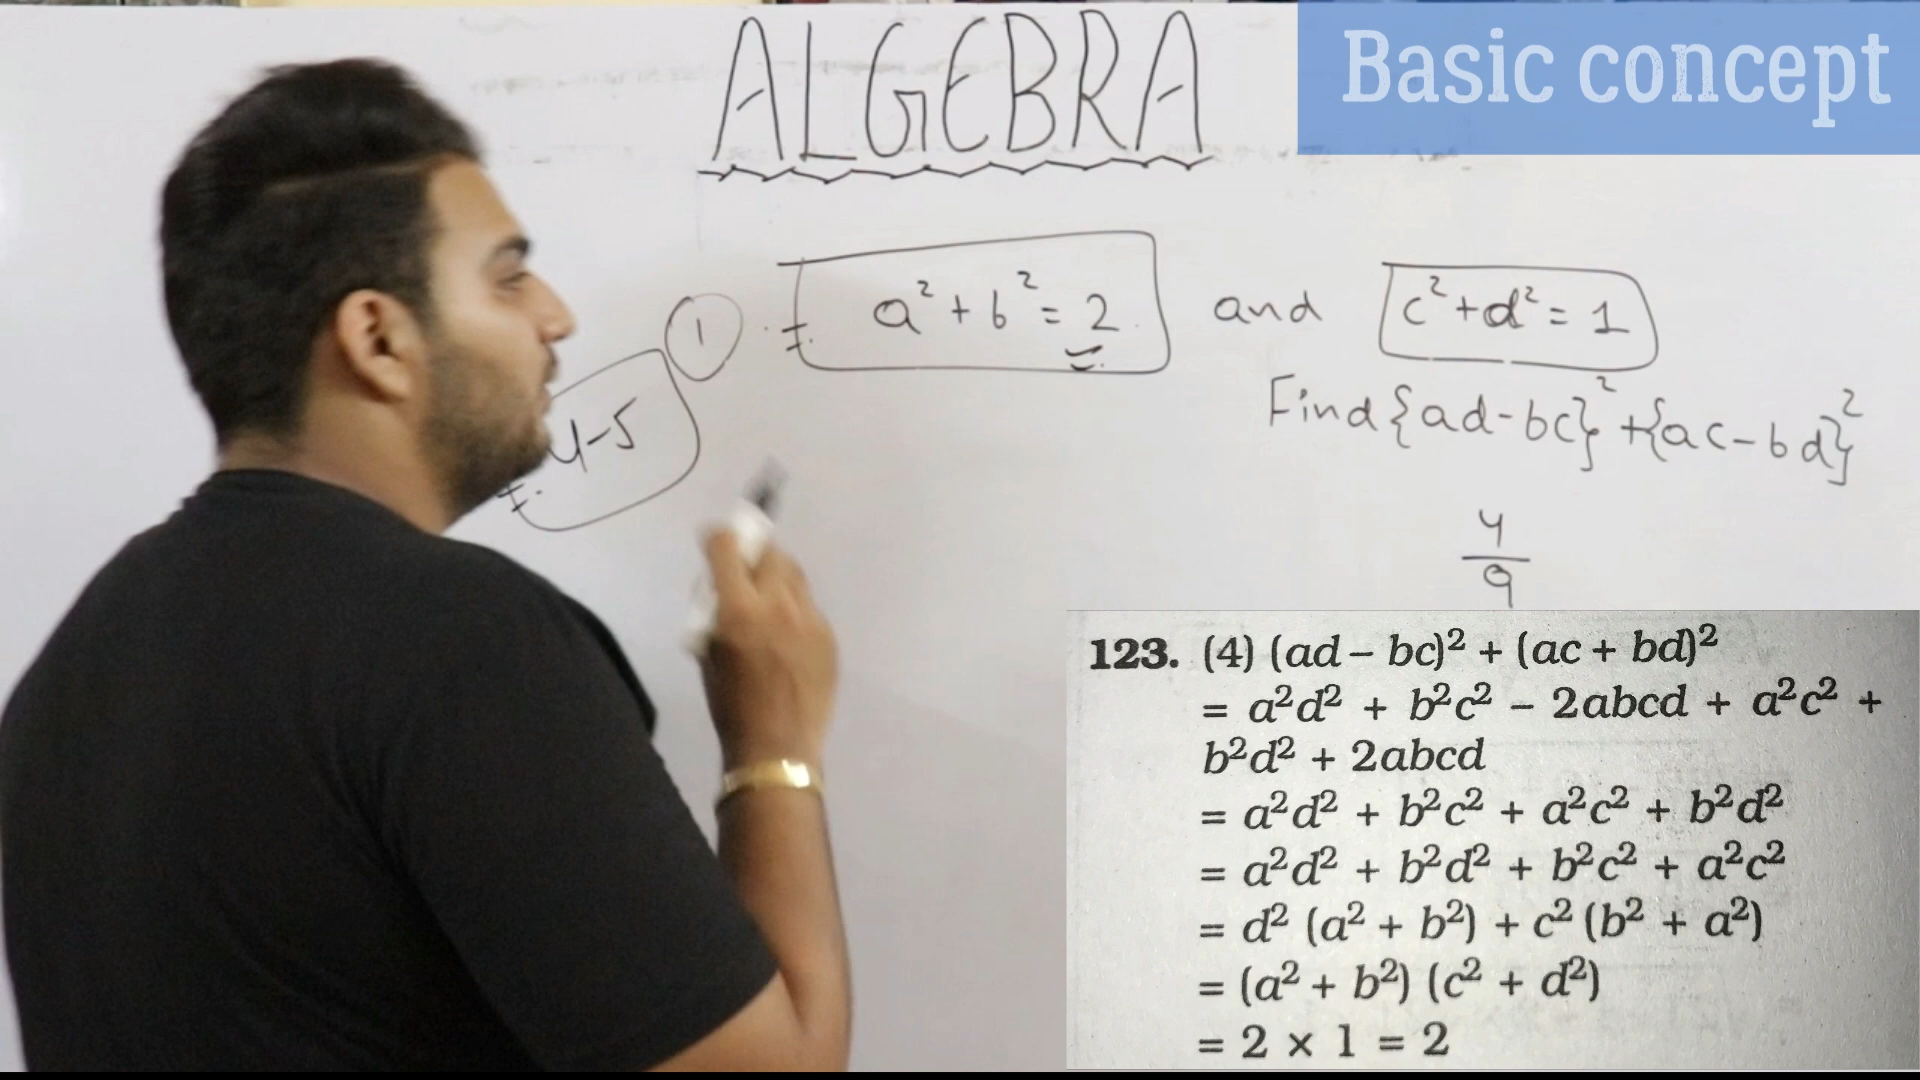 ALGEBRA
Basic concept
1 a² + b² = 2 and c² + d² = 1
Find {ad - bc}² + {ac - bd}²
4-5
4
9
123. (4) (ad – bc)² + (ac + bd)²
= a²d² + b²c² – 2abcd + a²c² +
b²d² + 2abcd
= a²d² + b²c² + a²c² + b²d²
= a²d² + b²d² + b²c² + a²c²
= d² (a² + b²) + c² (b² + a²)
= (a² + b²) (c² + d²)
= 2 × 1 = 2